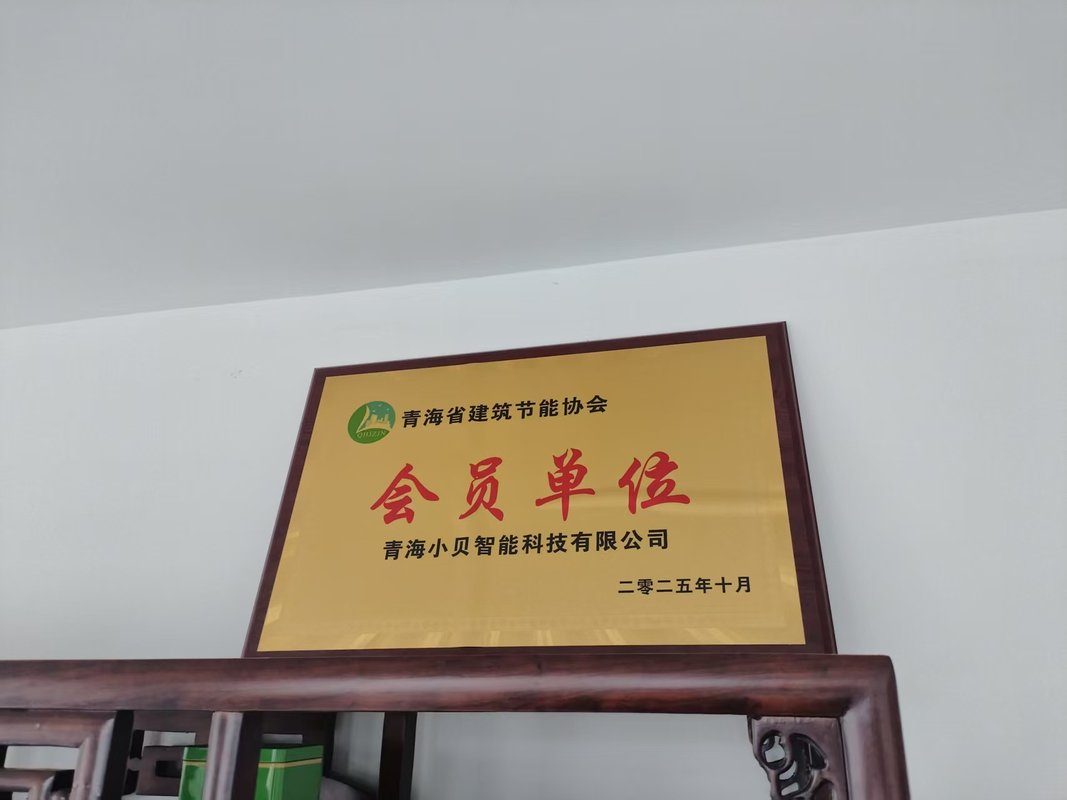 青海省建筑节能协会
会员单位
青海小贝智能科技有限公司
二零二五年十月